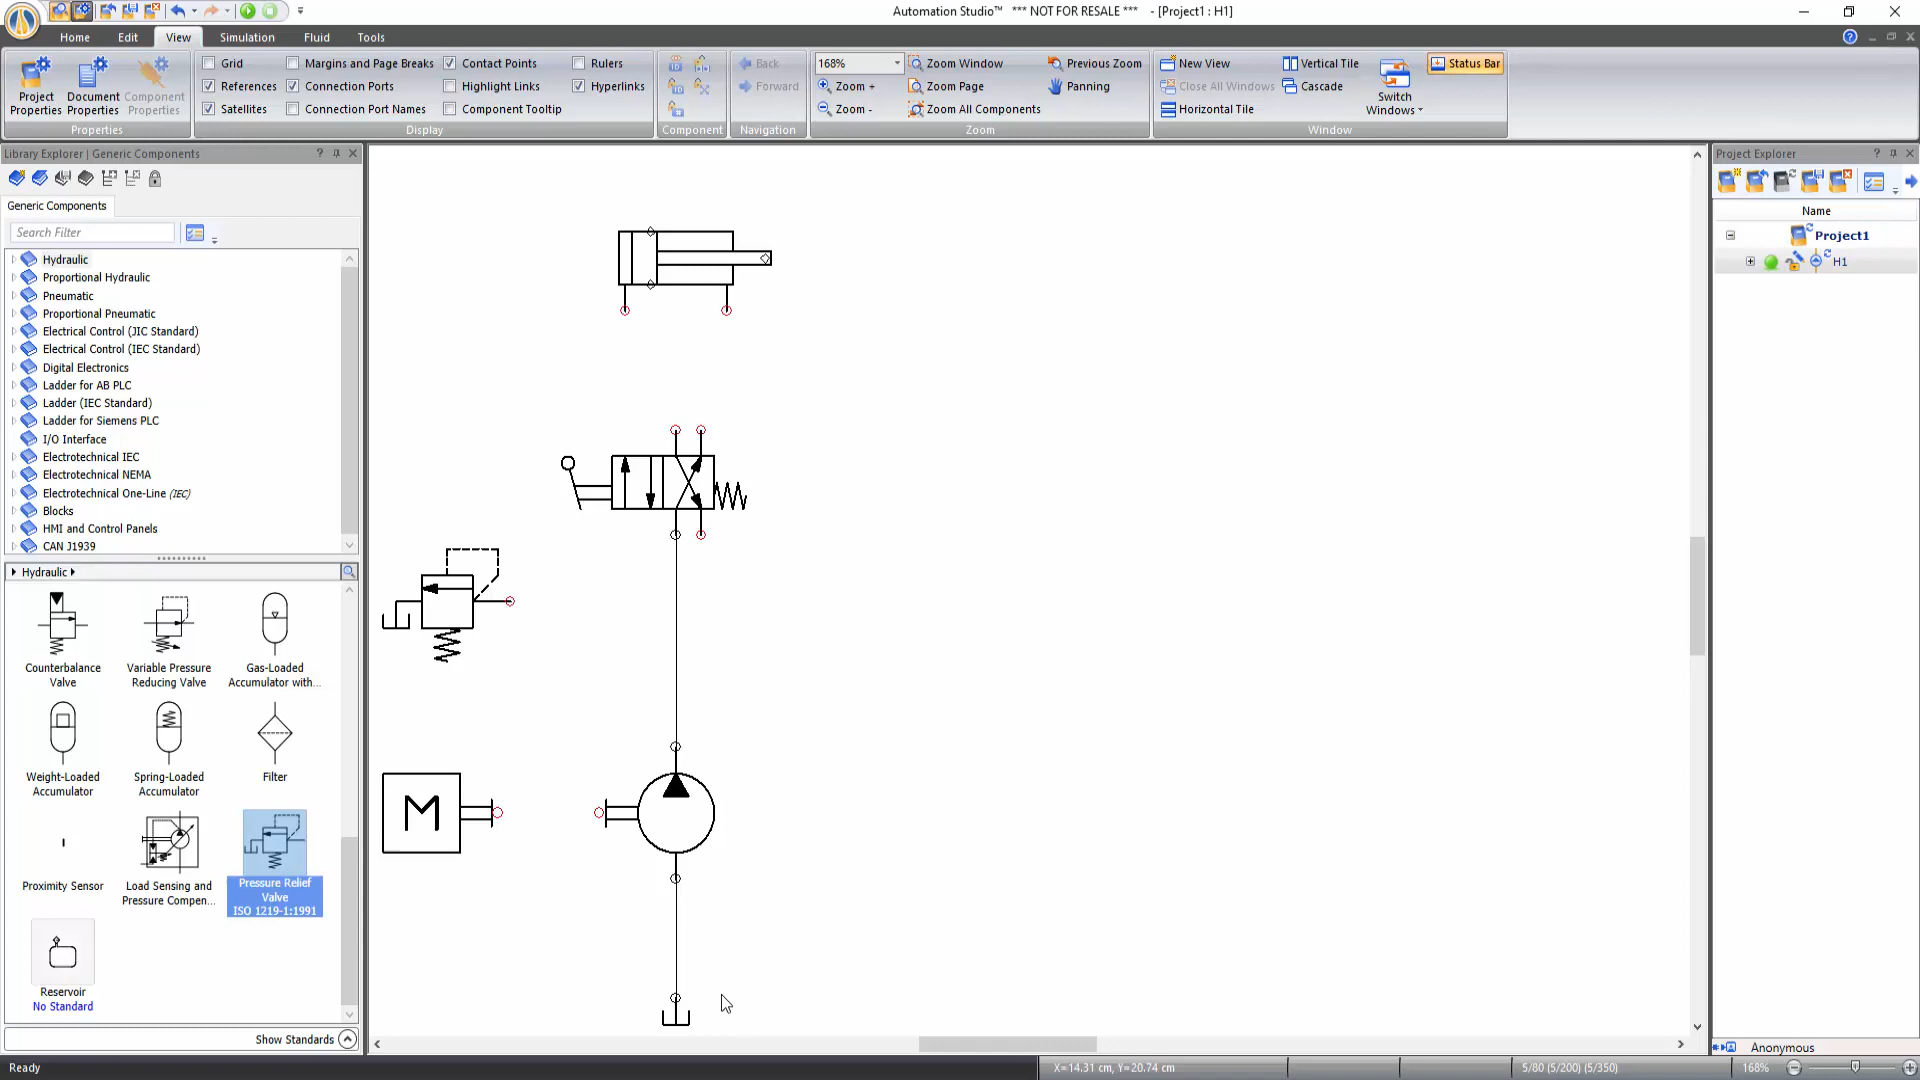 Automation Studio™ *** NOT FOR RESALE *** - [Project1 : H1]
Home Edit View Simulation Fluid Tools
Grid Margins and Page Breaks Contact Points Rulers
References Connection Ports Highlight Links Hyperlinks
Satellites Connection Port Names Component Tooltip
Project Properties
Document Properties
Component Properties
Back
Forward
168% Zoom Window Previous Zoom
Zoom + Zoom Page Panning
Zoom - Zoom All Components
New View Vertical Tile
Close All Windows Cascade
Horizontal Tile
Switch Windows
Status Bar
Properties Display Component Navigation Zoom Window
Library Explorer | Generic Components ?
Generic Components
Search Filter
Hydraulic
Proportional Hydraulic
Pneumatic
Proportional Pneumatic
Electrical Control (JIC Standard)
Electrical Control (IEC Standard)
Digital Electronics
Ladder for AB PLC
Ladder (IEC Standard)
Ladder for Siemens PLC
I/O Interface
Electrotechnical IEC
Electrotechnical NEMA
Electrotechnical One-Line (IEC)
Blocks
HMI and Control Panels
CAN J1939
Hydraulic
Counterbalance Valve
Variable Pressure Reducing Valve
Gas-Loaded Accumulator with...
Weight-Loaded Accumulator
Spring-Loaded Accumulator
Filter
Proximity Sensor
Load Sensing and Pressure Compen...
Pressure Relief Valve
ISO 1219-1:1991
Reservoir
No Standard
Show Standards
M
Project Explorer ?
Name
Project1
H1
Anonymous
Ready X=14.31 cm, Y=20.74 cm 5/80 (5/200) (5/350) 168%